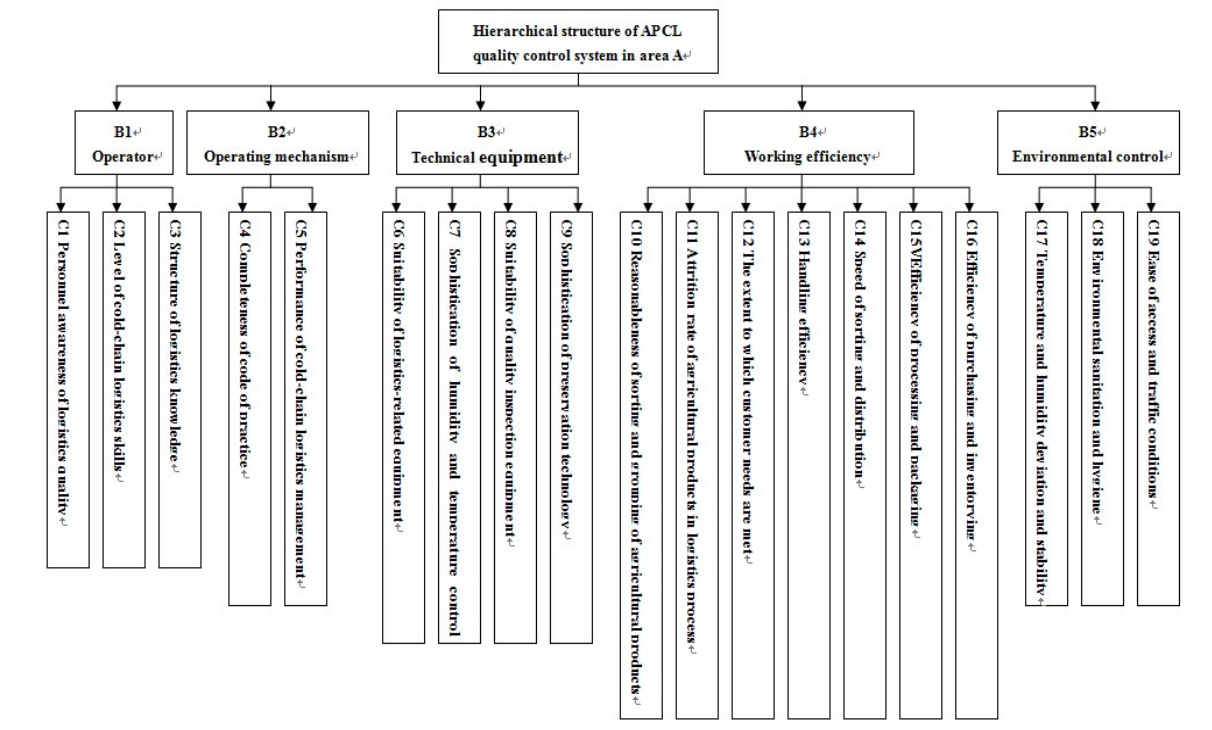 Hierarchical structure of APCL
quality control system in area A↵
B1↵
Operator↵
B2↵
Operating mechanism↵
B3↵
Technical equipment↵
B4↵
Working efficiency↵
B5↵
Environmental control↵
C1 Personnel awareness of logistics quality↵
C2 Level of cold-chain logistics skills↵
C3 Structure of logistics knowledge↵
C4 Completeness of code of practice↵
C5 Performance of cold-chain logistics management↵
C6 Suitability of logistics-related equipment↵
C7 Sophistication of humidity and temperature control
C8 Suitability of quality inspection equipment↵
C9 Sophistication of preservation technology↵
C10 Reasonableness of sorting and grouping of agricultural products↵
C11 Attrition rate of agricultural products in logistics process↵
C12 The extent to which customer needs are met↵
C13 Handling efficiency↵
C14 Speed of sorting and distribution↵
C15VEfficiency of processing and packaging↵
C16 Efficiency of purchasing and inventorying↵
C17 Temperature and humidity deviation and stability↵
C18 Environmental sanitation and hygiene↵
C19 Ease of access and traffic conditions↵